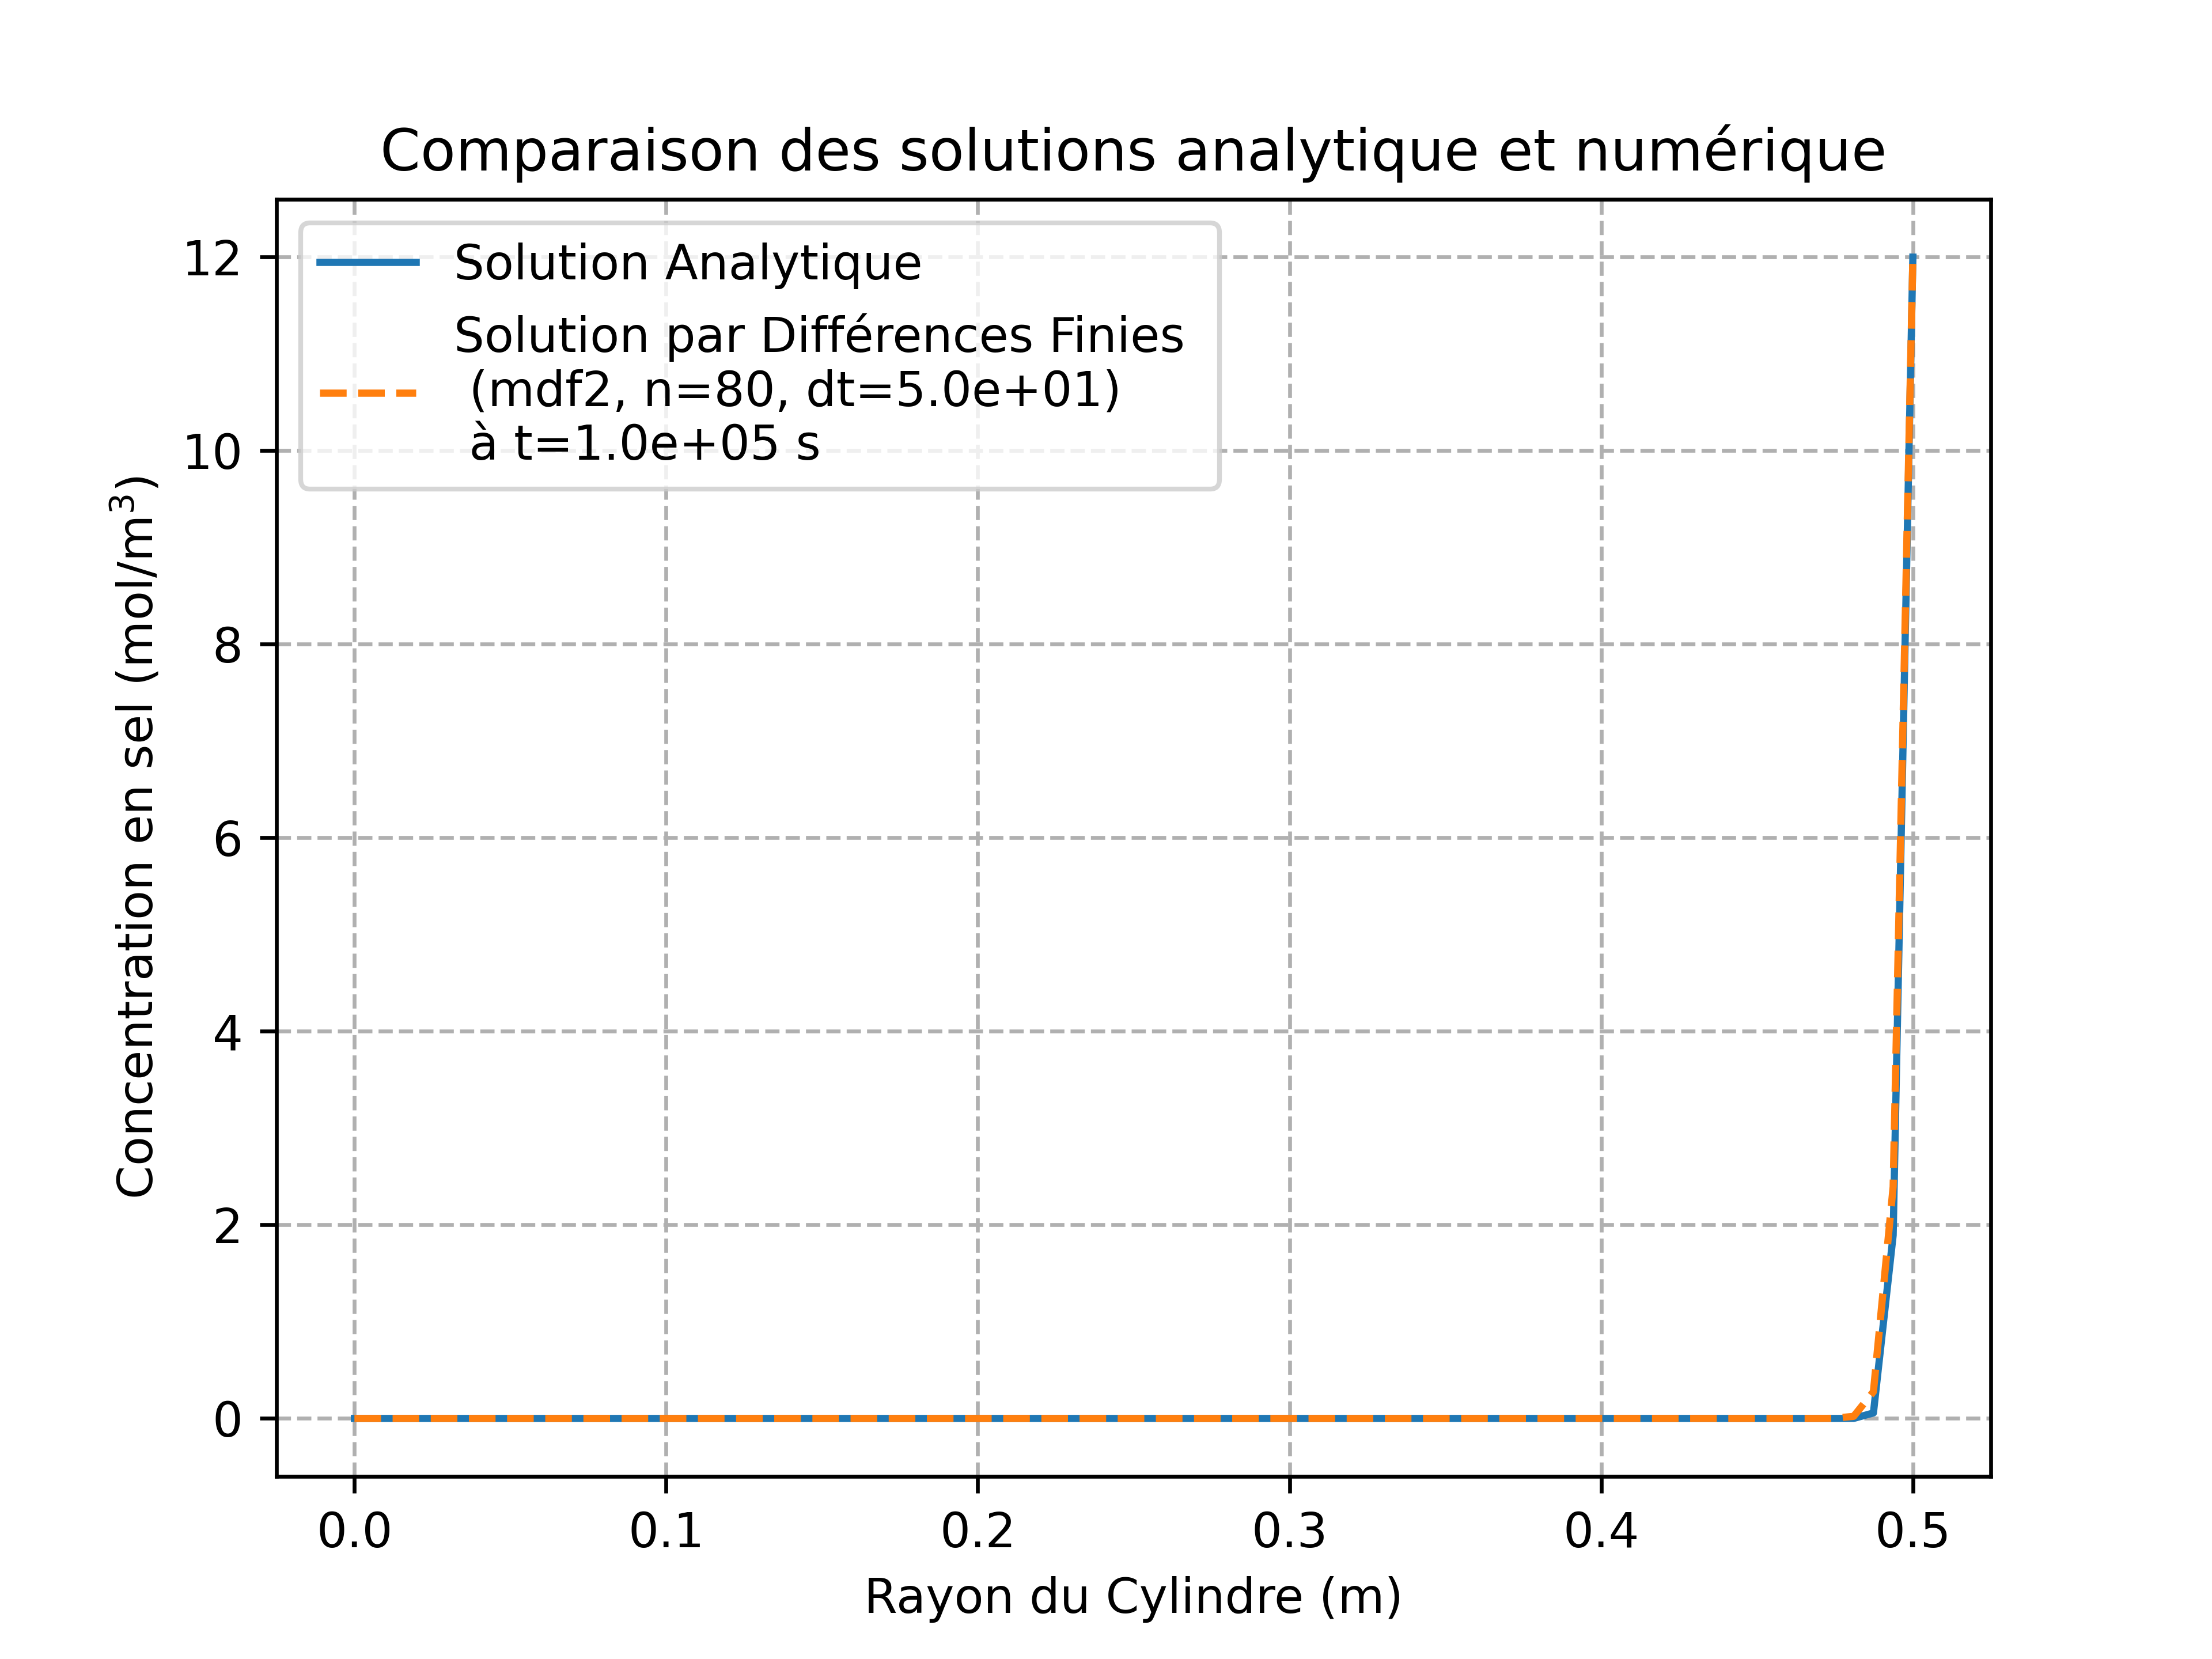 Comparaison des solutions analytique et numérique
Solution Analytique
Solution par Différences Finies
(mdf2, n=80, dt=5.0e+01)
à t=1.0e+05 s
Concentration en sel (mol/m³)
12
10
8
6
4
2
0
0.0 0.1 0.2 0.3 0.4 0.5
Rayon du Cylindre (m)